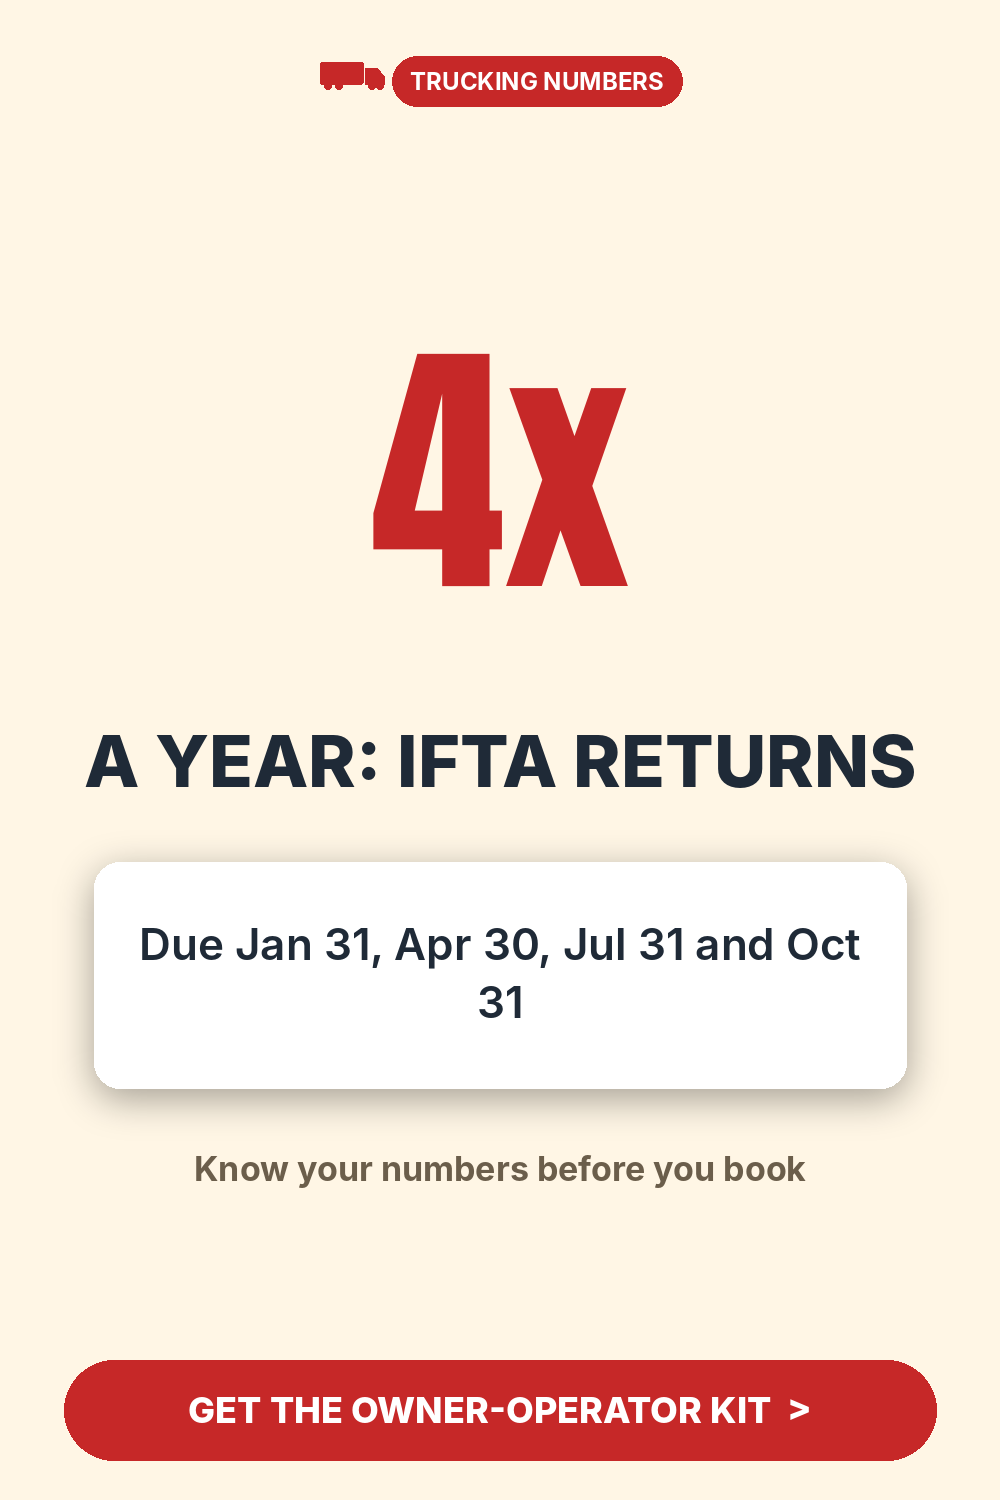 TRUCKING NUMBERS
4x
A YEAR: IFTA RETURNS
Due Jan 31, Apr 30, Jul 31 and Oct
31
Know your numbers before you book
GET THE OWNER-OPERATOR KIT >